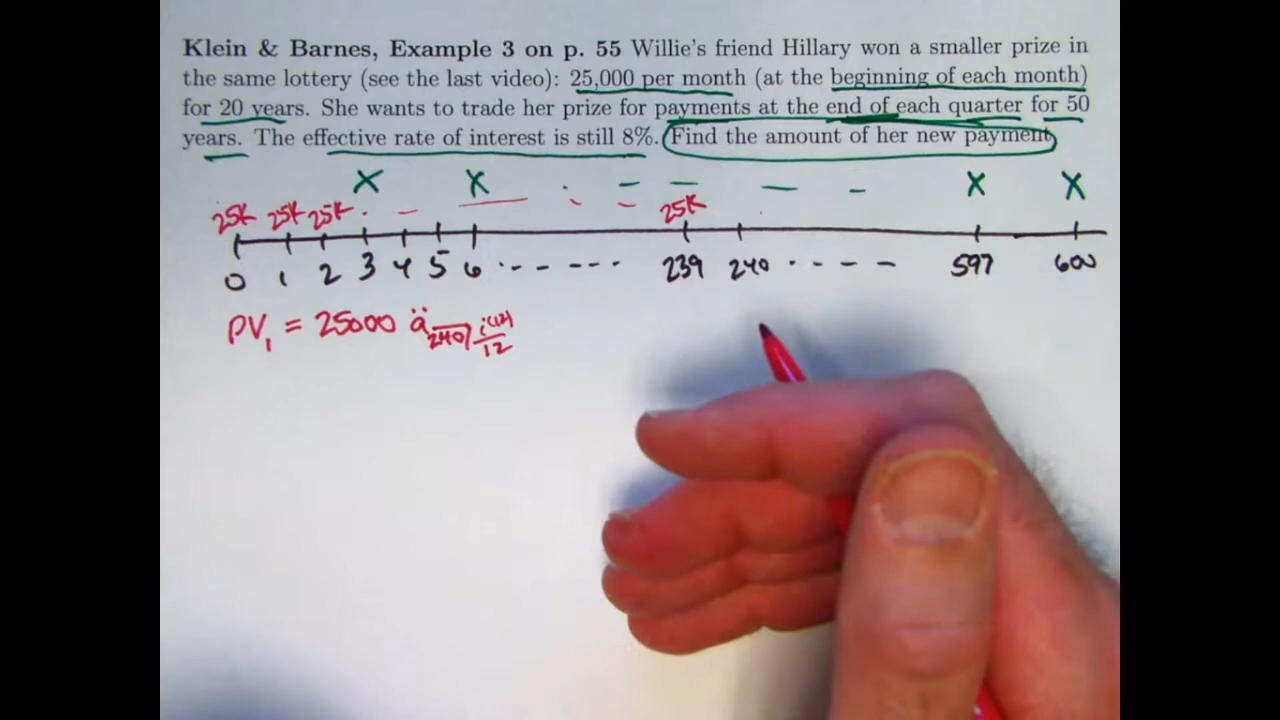 Klein & Barnes, Example 3 on p. 55 Willie's friend Hillary won a smaller prize in
the same lottery (see the last video): 25,000 per month (at the beginning of each month)
for 20 years. She wants to trade her prize for payments at the end of each quarter for 50
years. The effective rate of interest is still 8%. Find the amount of her new payment
X X . - - - - X X
25K 25K 25K . - — . - 25K
0 1 2 3 4 5 6 .------. 239 240 .---- 597 600
PV₁ = 25000 ä 240⌉ i(12)/12